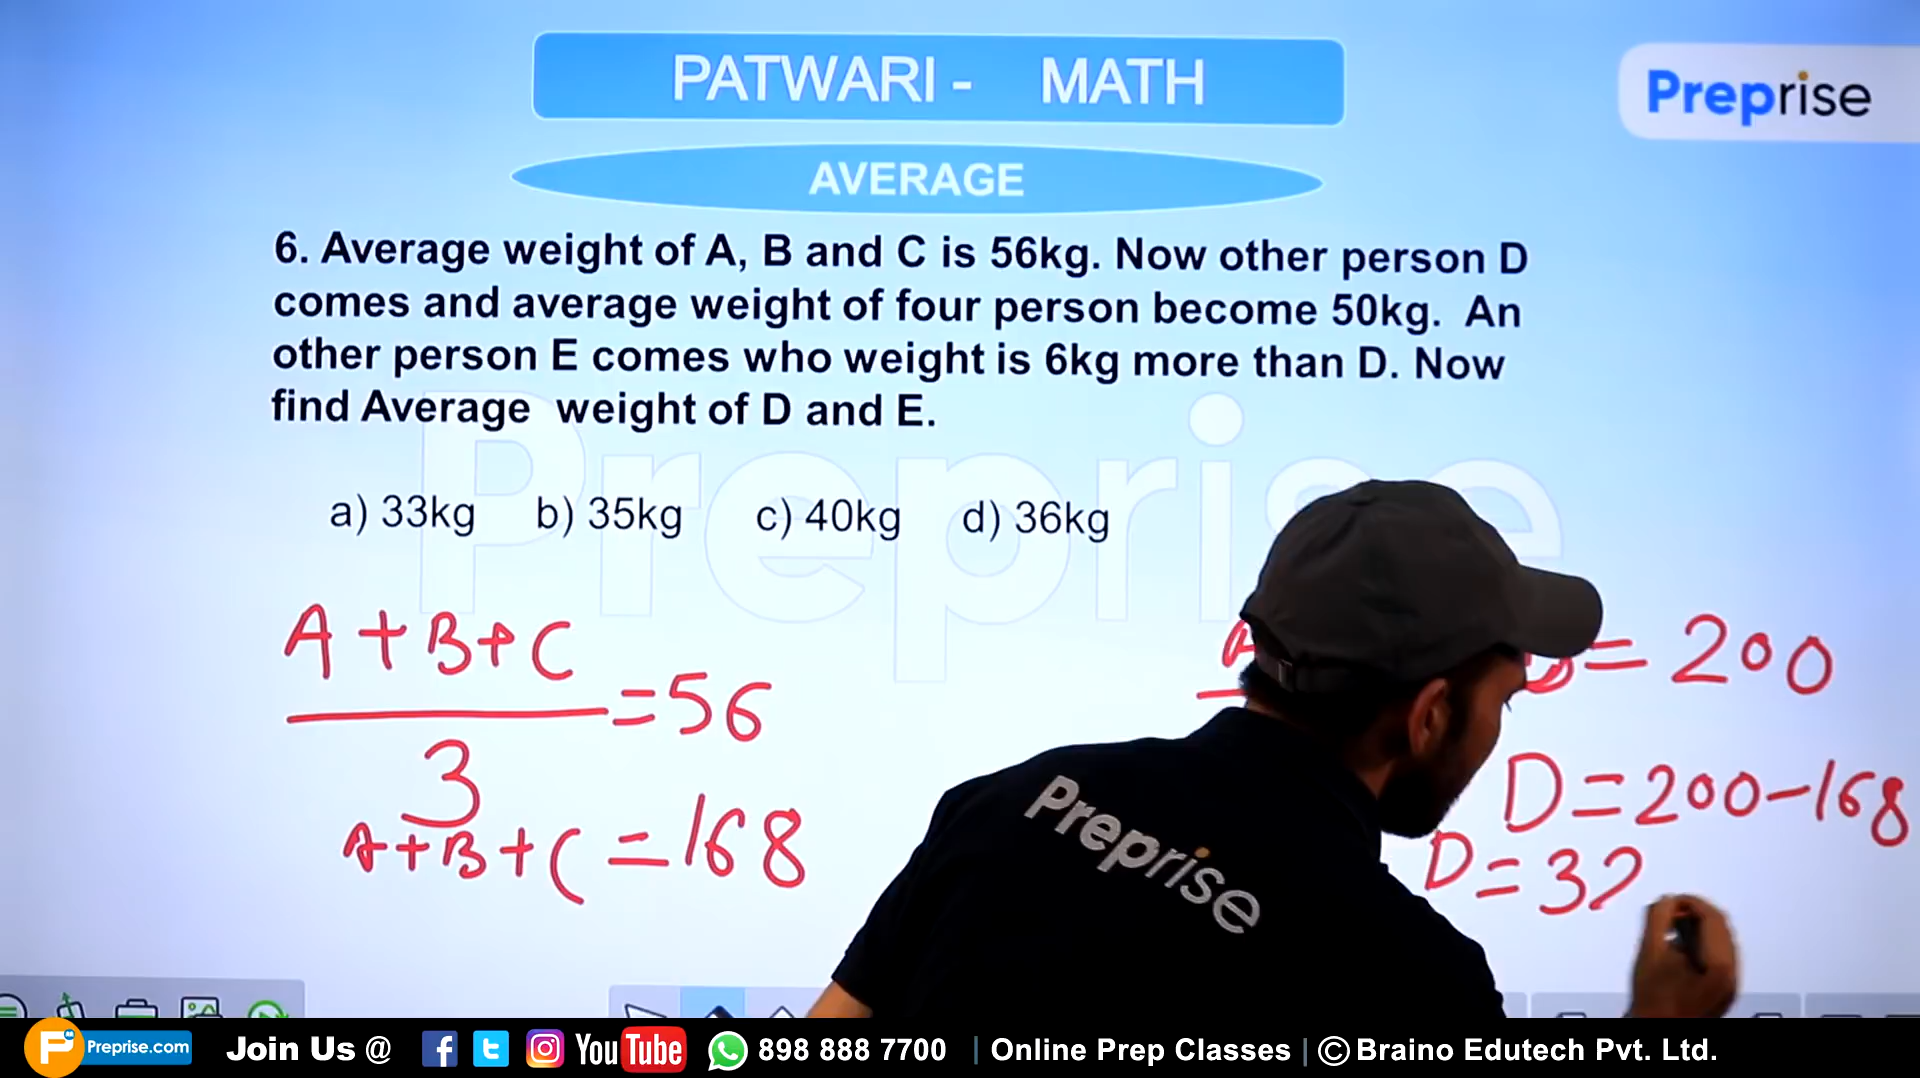 PATWARI - MATH
Preprise
AVERAGE
6. Average weight of A, B and C is 56kg. Now other person D
comes and average weight of four person become 50kg. An
other person E comes who weight is 6kg more than D. Now
find Average weight of D and E.
Preprise
a) 33kg b) 35kg c) 40kg d) 36kg
A+B+C
3
=56
A+B+C=168
= 200
D=200-168
D=32
Preprise
Preprise.com Join Us @ YouTube 898 888 7700 | Online Prep Classes | © Braino Edutech Pvt. Ltd.